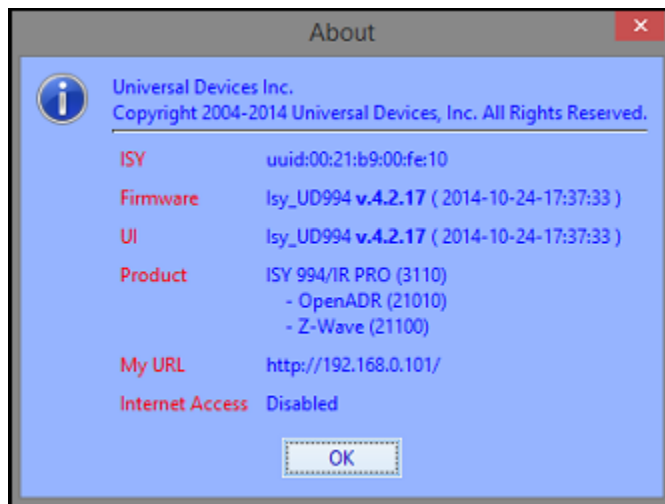 About
Universal Devices Inc.
Copyright 2004-2014 Universal Devices, Inc. All Rights Reserved.
ISY uuid:00:21:b9:00:fe:10
Firmware Isy_UD994 v.4.2.17 ( 2014-10-24-17:37:33 )
UI Isy_UD994 v.4.2.17 ( 2014-10-24-17:37:33 )
Product ISY 994/IR PRO (3110)
- OpenADR (21010)
- Z-Wave (21100)
My URL http://192.168.0.101/
Internet Access Disabled
OK